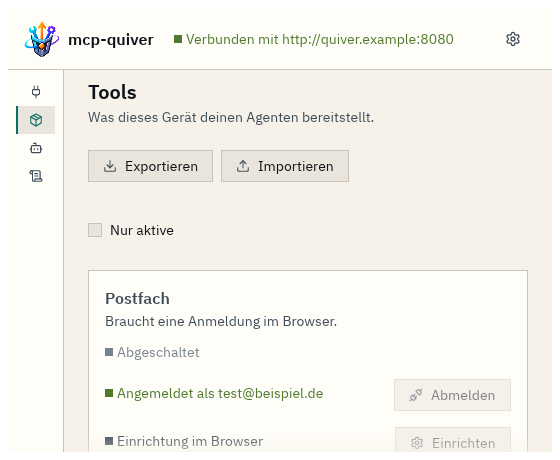 mcp-quiver
Verbunden mit http://quiver.example:8080
Tools
Was dieses Gerät deinen Agenten bereitstellt.
Exportieren
Importieren
Nur aktive
Postfach
Braucht eine Anmeldung im Browser.
Abgeschaltet
Angemeldet als test@beispiel.de
Abmelden
Einrichtung im Browser
Einrichten